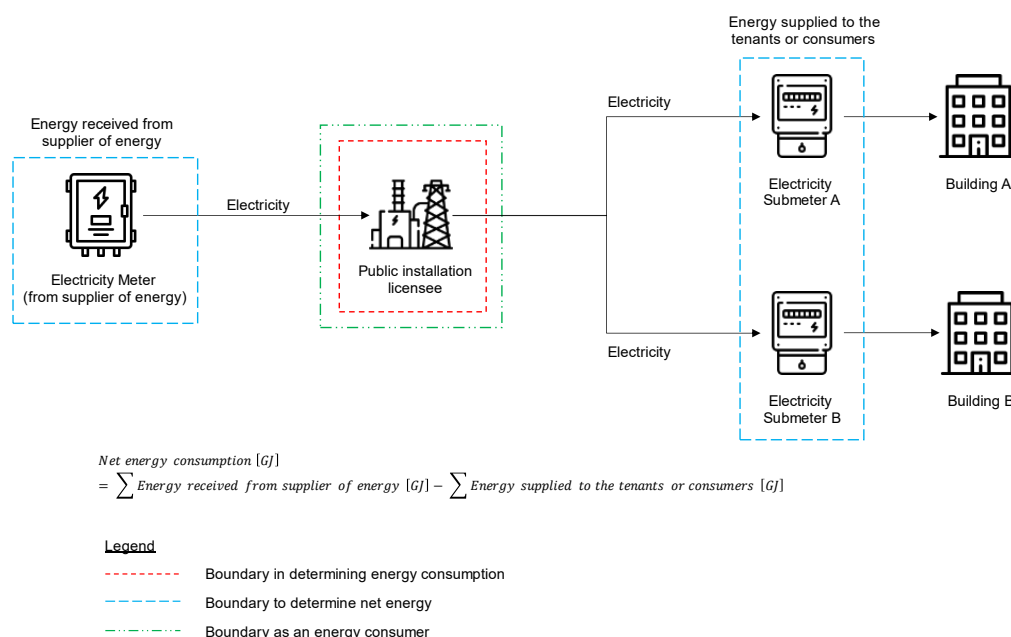 Energy supplied to the
tenants or consumers
Electricity
Energy received from
supplier of energy
Electricity
Electricity
Submeter A
Building A
Electricity Meter
(from supplier of energy)
Public installation
licensee
Electricity
Electricity
Submeter B
Building B
Net energy consumption [GJ]
= ∑ Energy received from supplier of energy [GJ] − ∑ Energy supplied to the tenants or consumers [GJ]
Legend
Boundary in determining energy consumption
Boundary to determine net energy
Boundary as an energy consumer